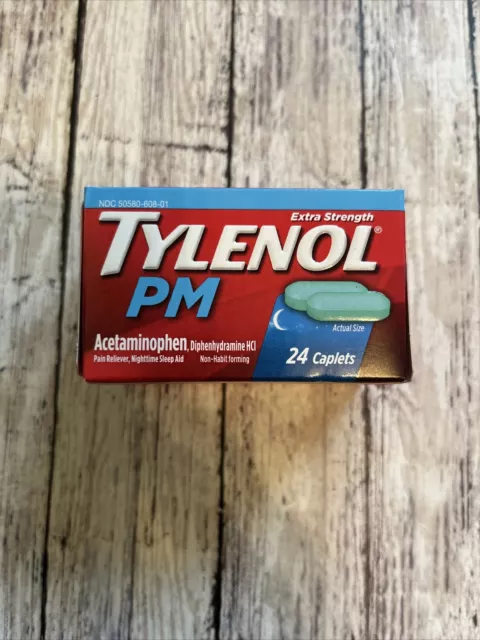 NDC 50580-608-01
Extra Strength
TYLENOL®
PM
Actual Size
Acetaminophen, Diphenhydramine HCl
Pain Reliever, Nighttime Sleep Aid Non-Habit forming
24 Caplets